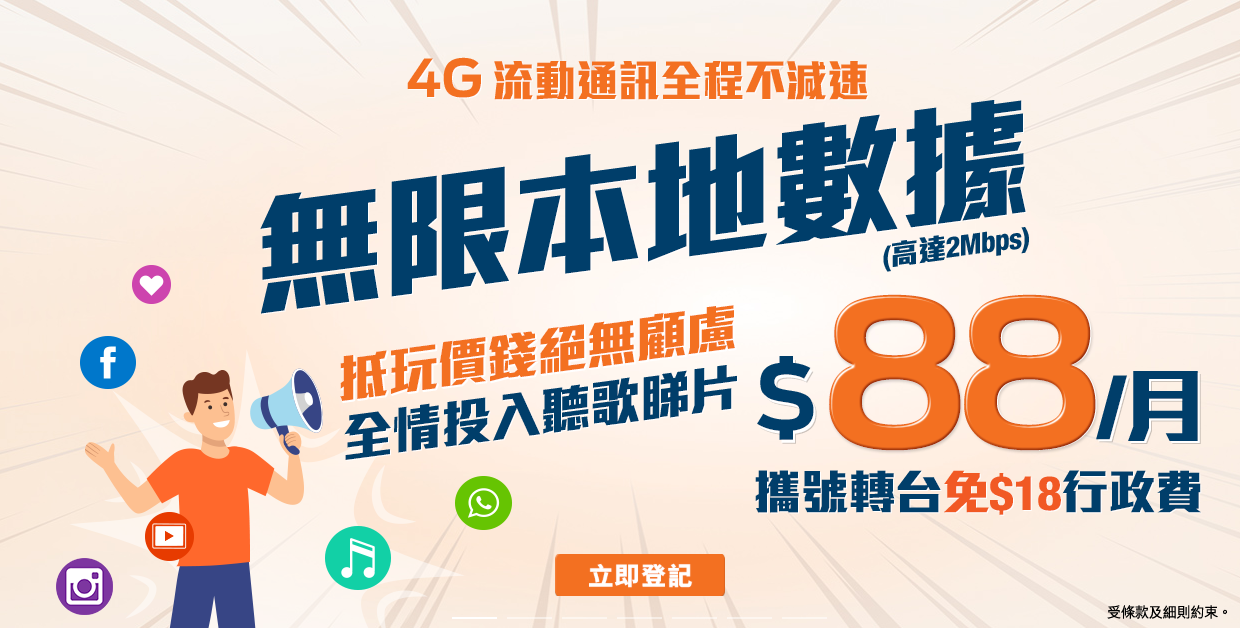 4G 流動通訊全程不減速
無限本地數據
(高達2Mbps)
抵玩價錢絕無顧慮
全情投入聽歌睇片
$88/月
攜號轉台免$18行政費
立即登記
受條款及細則約束。